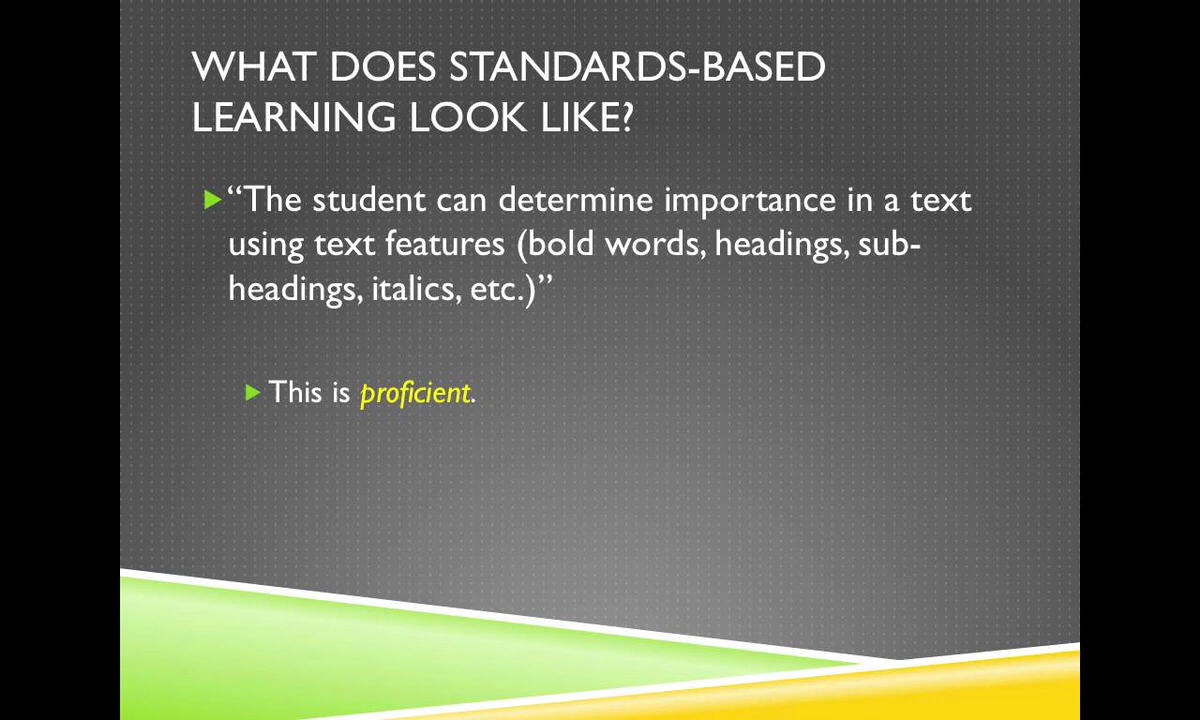 WHAT DOES STANDARDS-BASED
LEARNING LOOK LIKE?
“The student can determine importance in a text
using text features (bold words, headings, sub-
headings, italics, etc.)”
This is proficient.